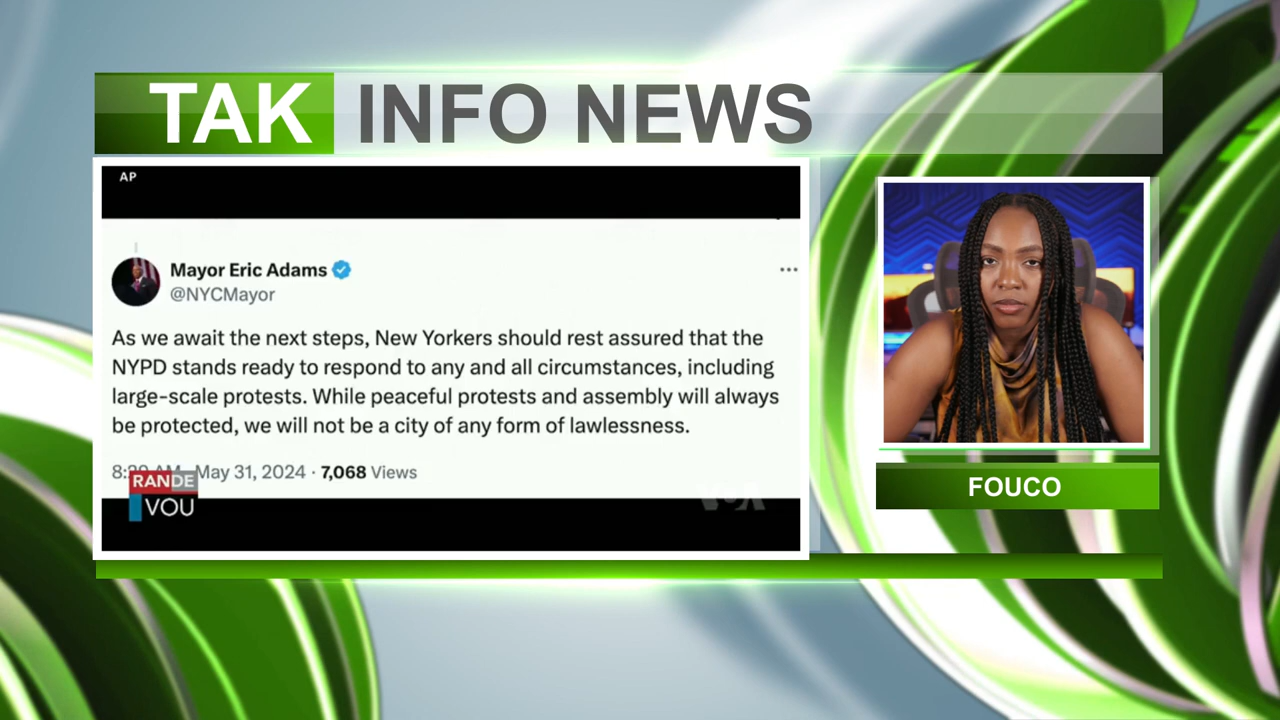 TAK INFO NEWS
AP
Mayor Eric Adams
@NYCMayor
As we await the next steps, New Yorkers should rest assured that the
NYPD stands ready to respond to any and all circumstances, including
large-scale protests. While peaceful protests and assembly will always
be protected, we will not be a city of any form of lawlessness.
May 31, 2024 · 7,068 Views
RANDE
VOU
VOA
FOUCO